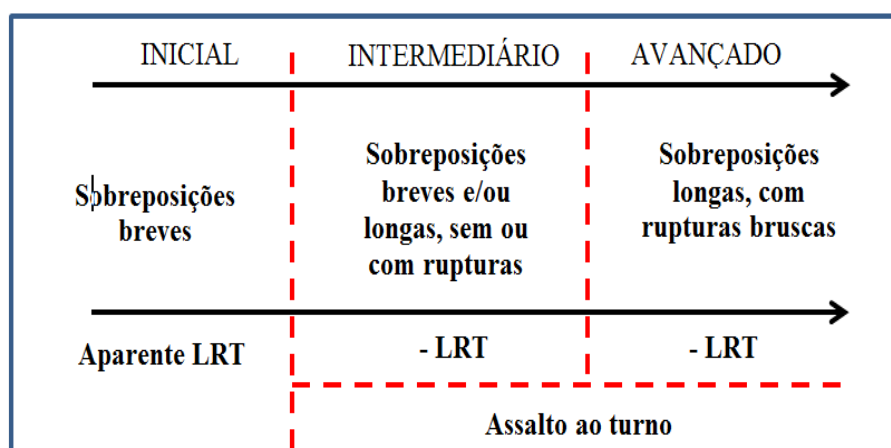 INICIAL INTERMEDIÁRIO AVANÇADO
Sobreposições
breves
Sobreposições
breves e/ou
longas, sem ou
com rupturas
Sobreposições
longas, com
rupturas bruscas
Aparente LRT - LRT - LRT
Assalto ao turno